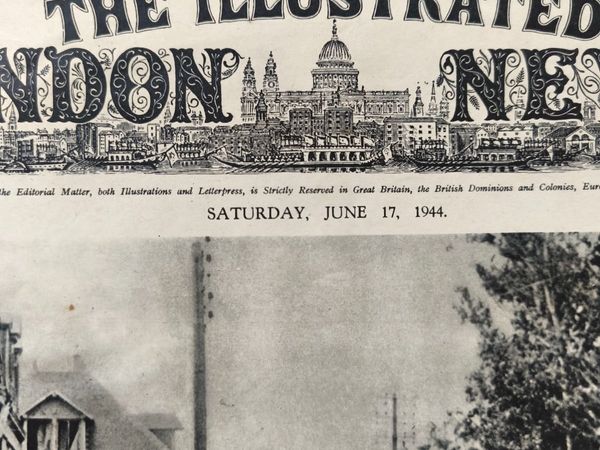 THE ILLUSTRATED
NDON NE
the Editorial Matter, both Illustrations and Letterpress, is Strictly Reserved in Great Britain, the British Dominions and Colonies, Eur
SATURDAY, JUNE 17, 1944.